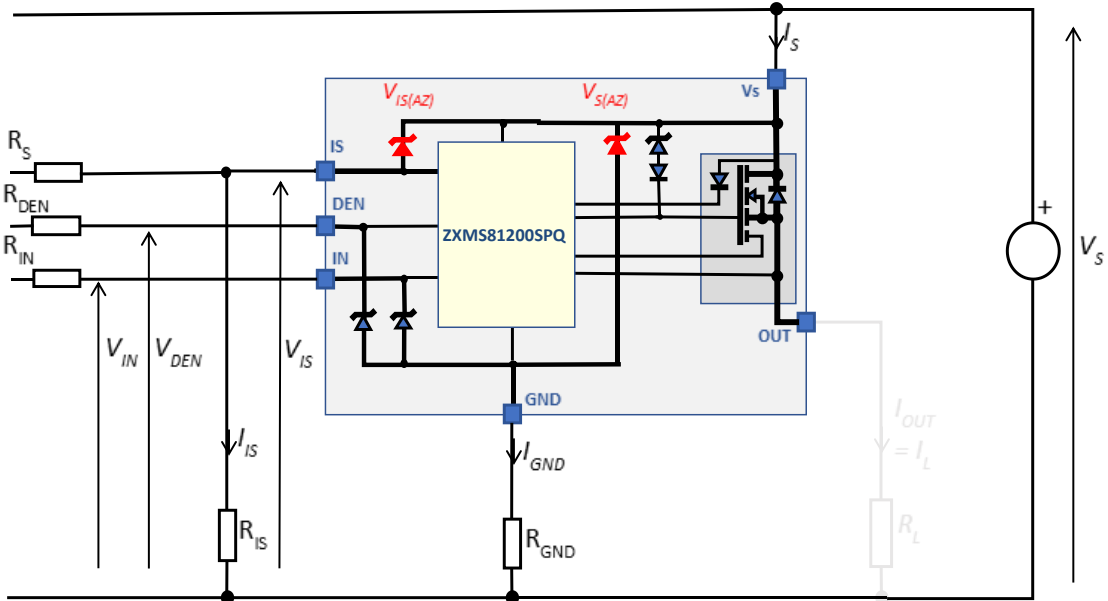 I_S
Vs
V_IS(AZ)
V_S(AZ)
R_S
IS
R_DEN
DEN
ZXMS81200SPQ
R_IN
IN
+
V_S
V_IN
V_DEN
V_IS
OUT
GND
I_OUT
= I_L
I_IS
I_GND
R_IS
R_GND
R_L